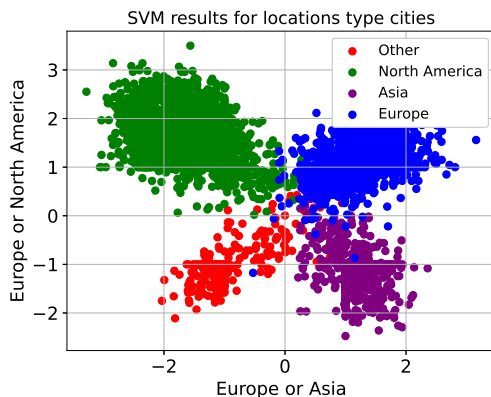 SVM results for locations type cities
Other
North America
Asia
Europe
Europe or North America
3
2
1
0
−1
−2
−2
0
2
Europe or Asia